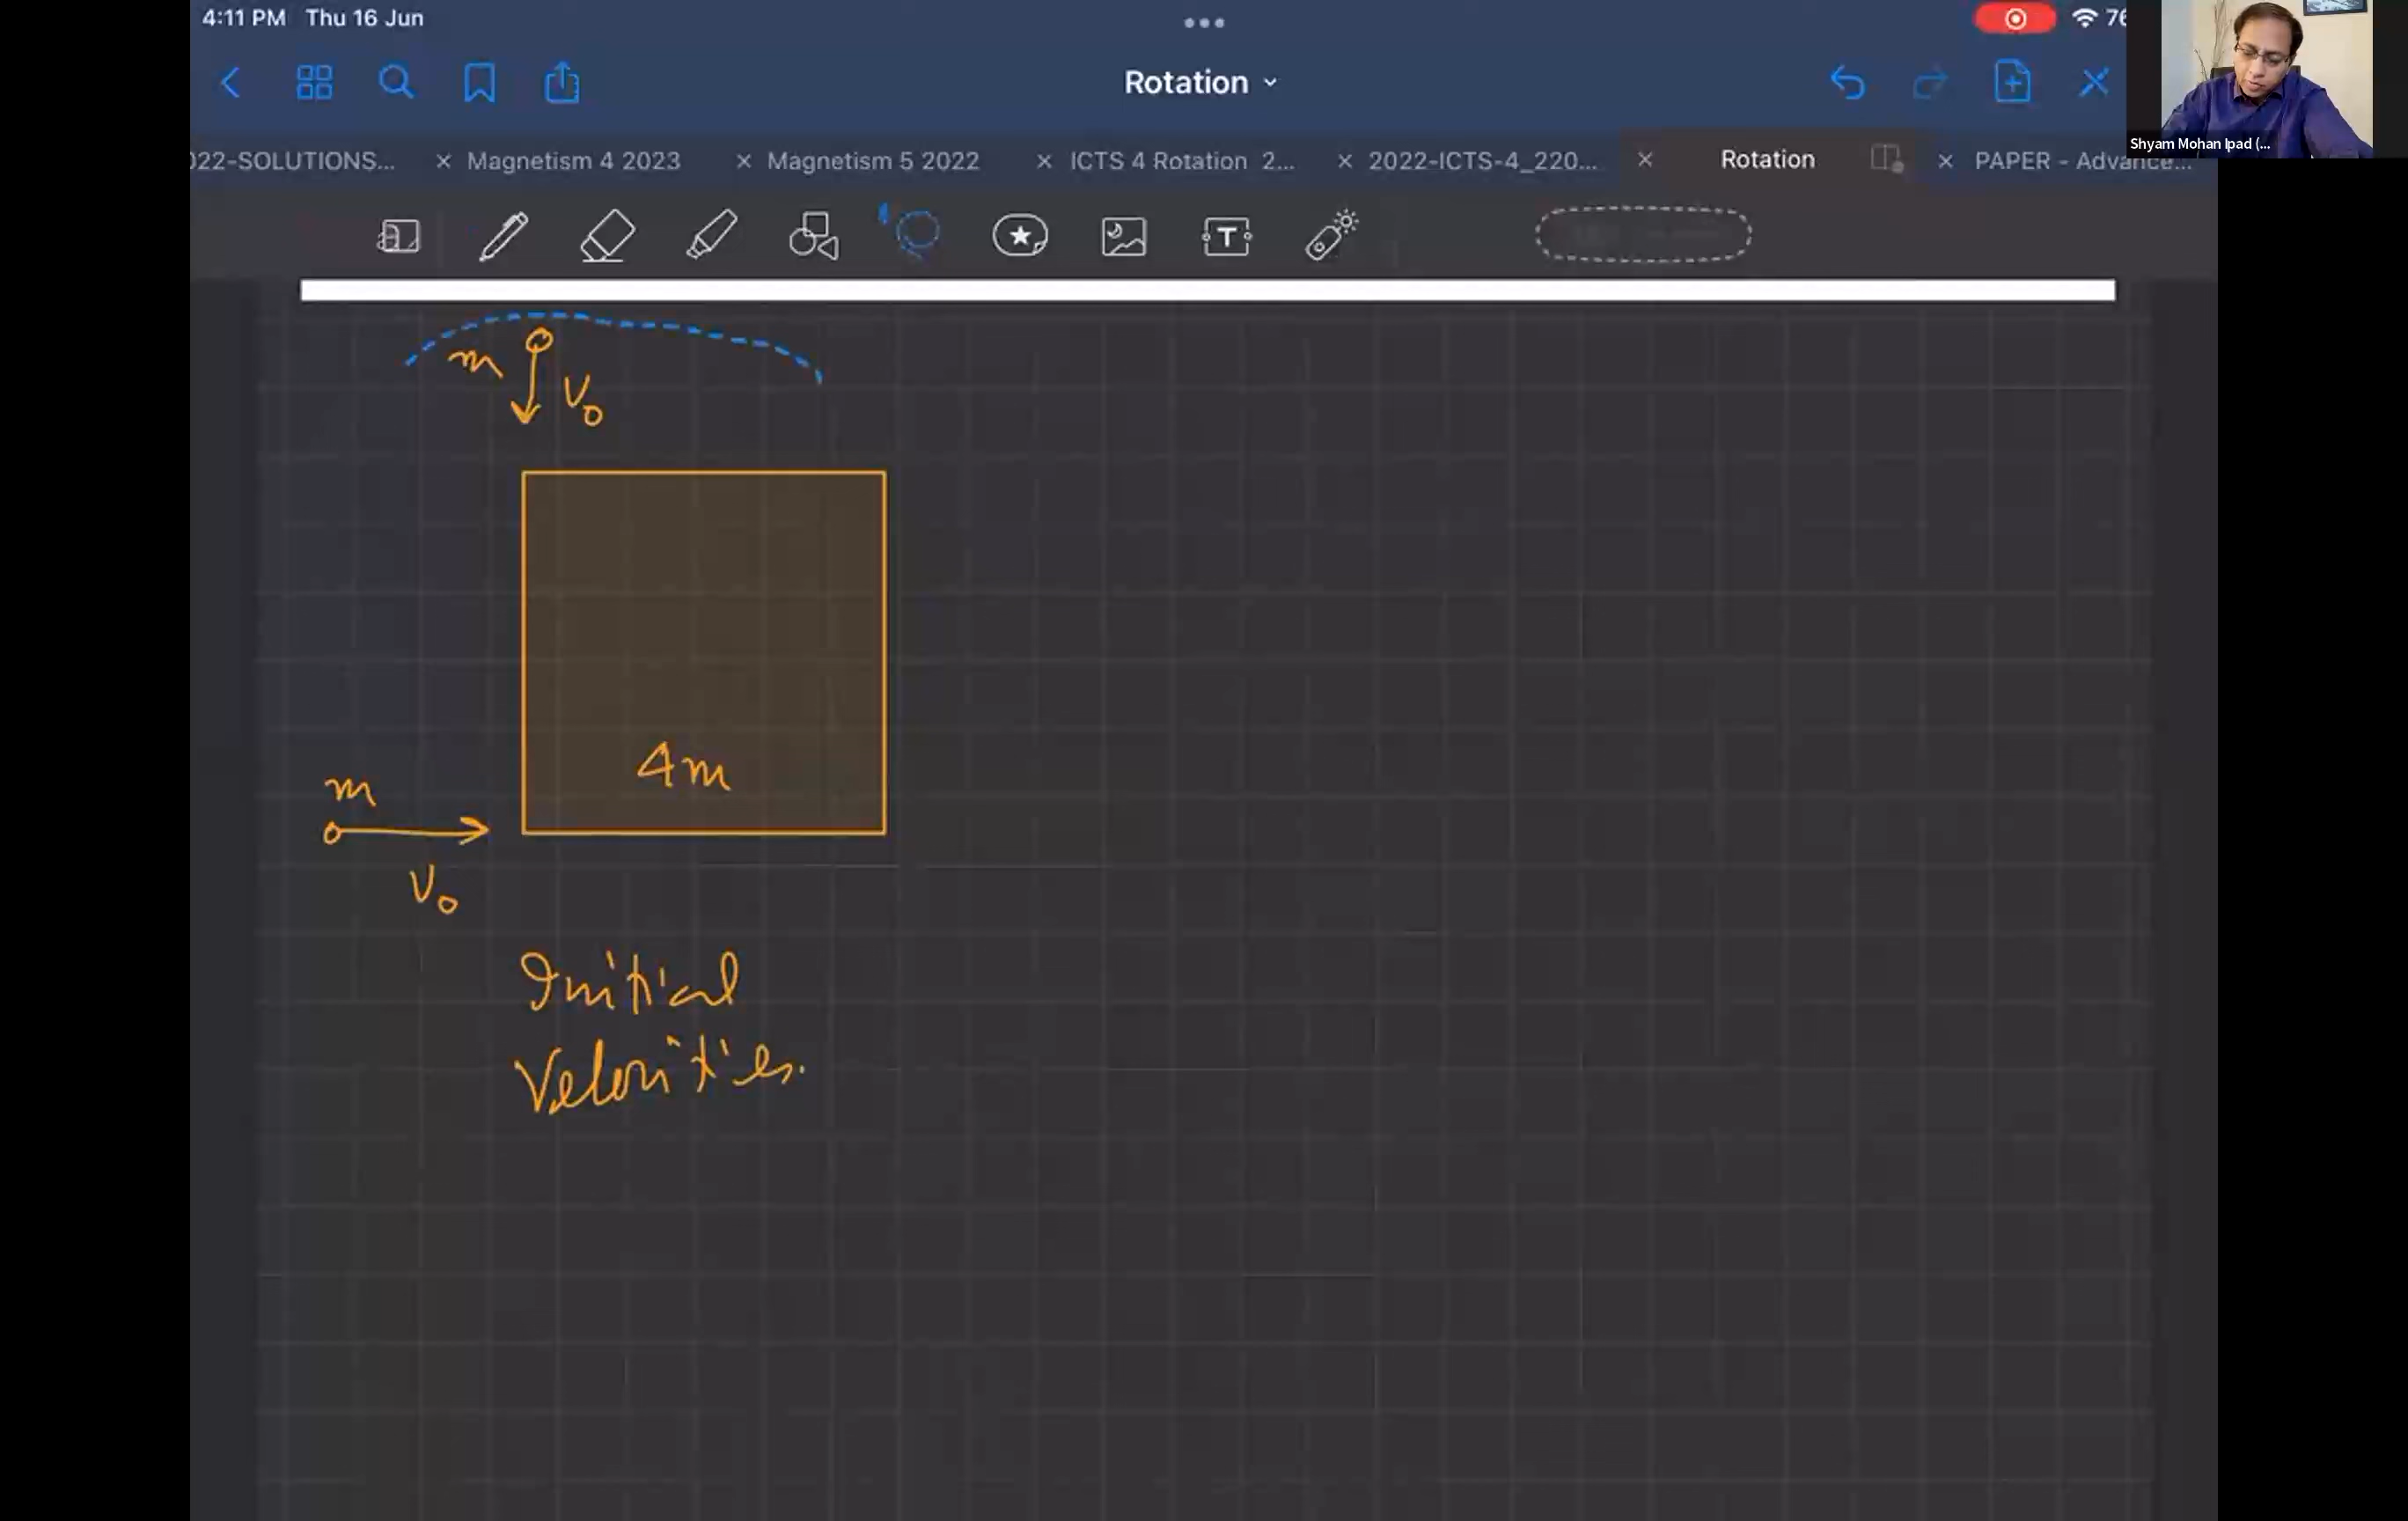 4:11 PM Thu 16 Jun
Rotation
022-SOLUTIONS... Magnetism 4 2023 Magnetism 5 2022 ICTS 4 Rotation 2... 2022-ICTS-4_220... Rotation PAPER - Advance...
Shyam Mohan Ipad (...
T
m
V₀
4m
m
V₀
Initial
Velocities.